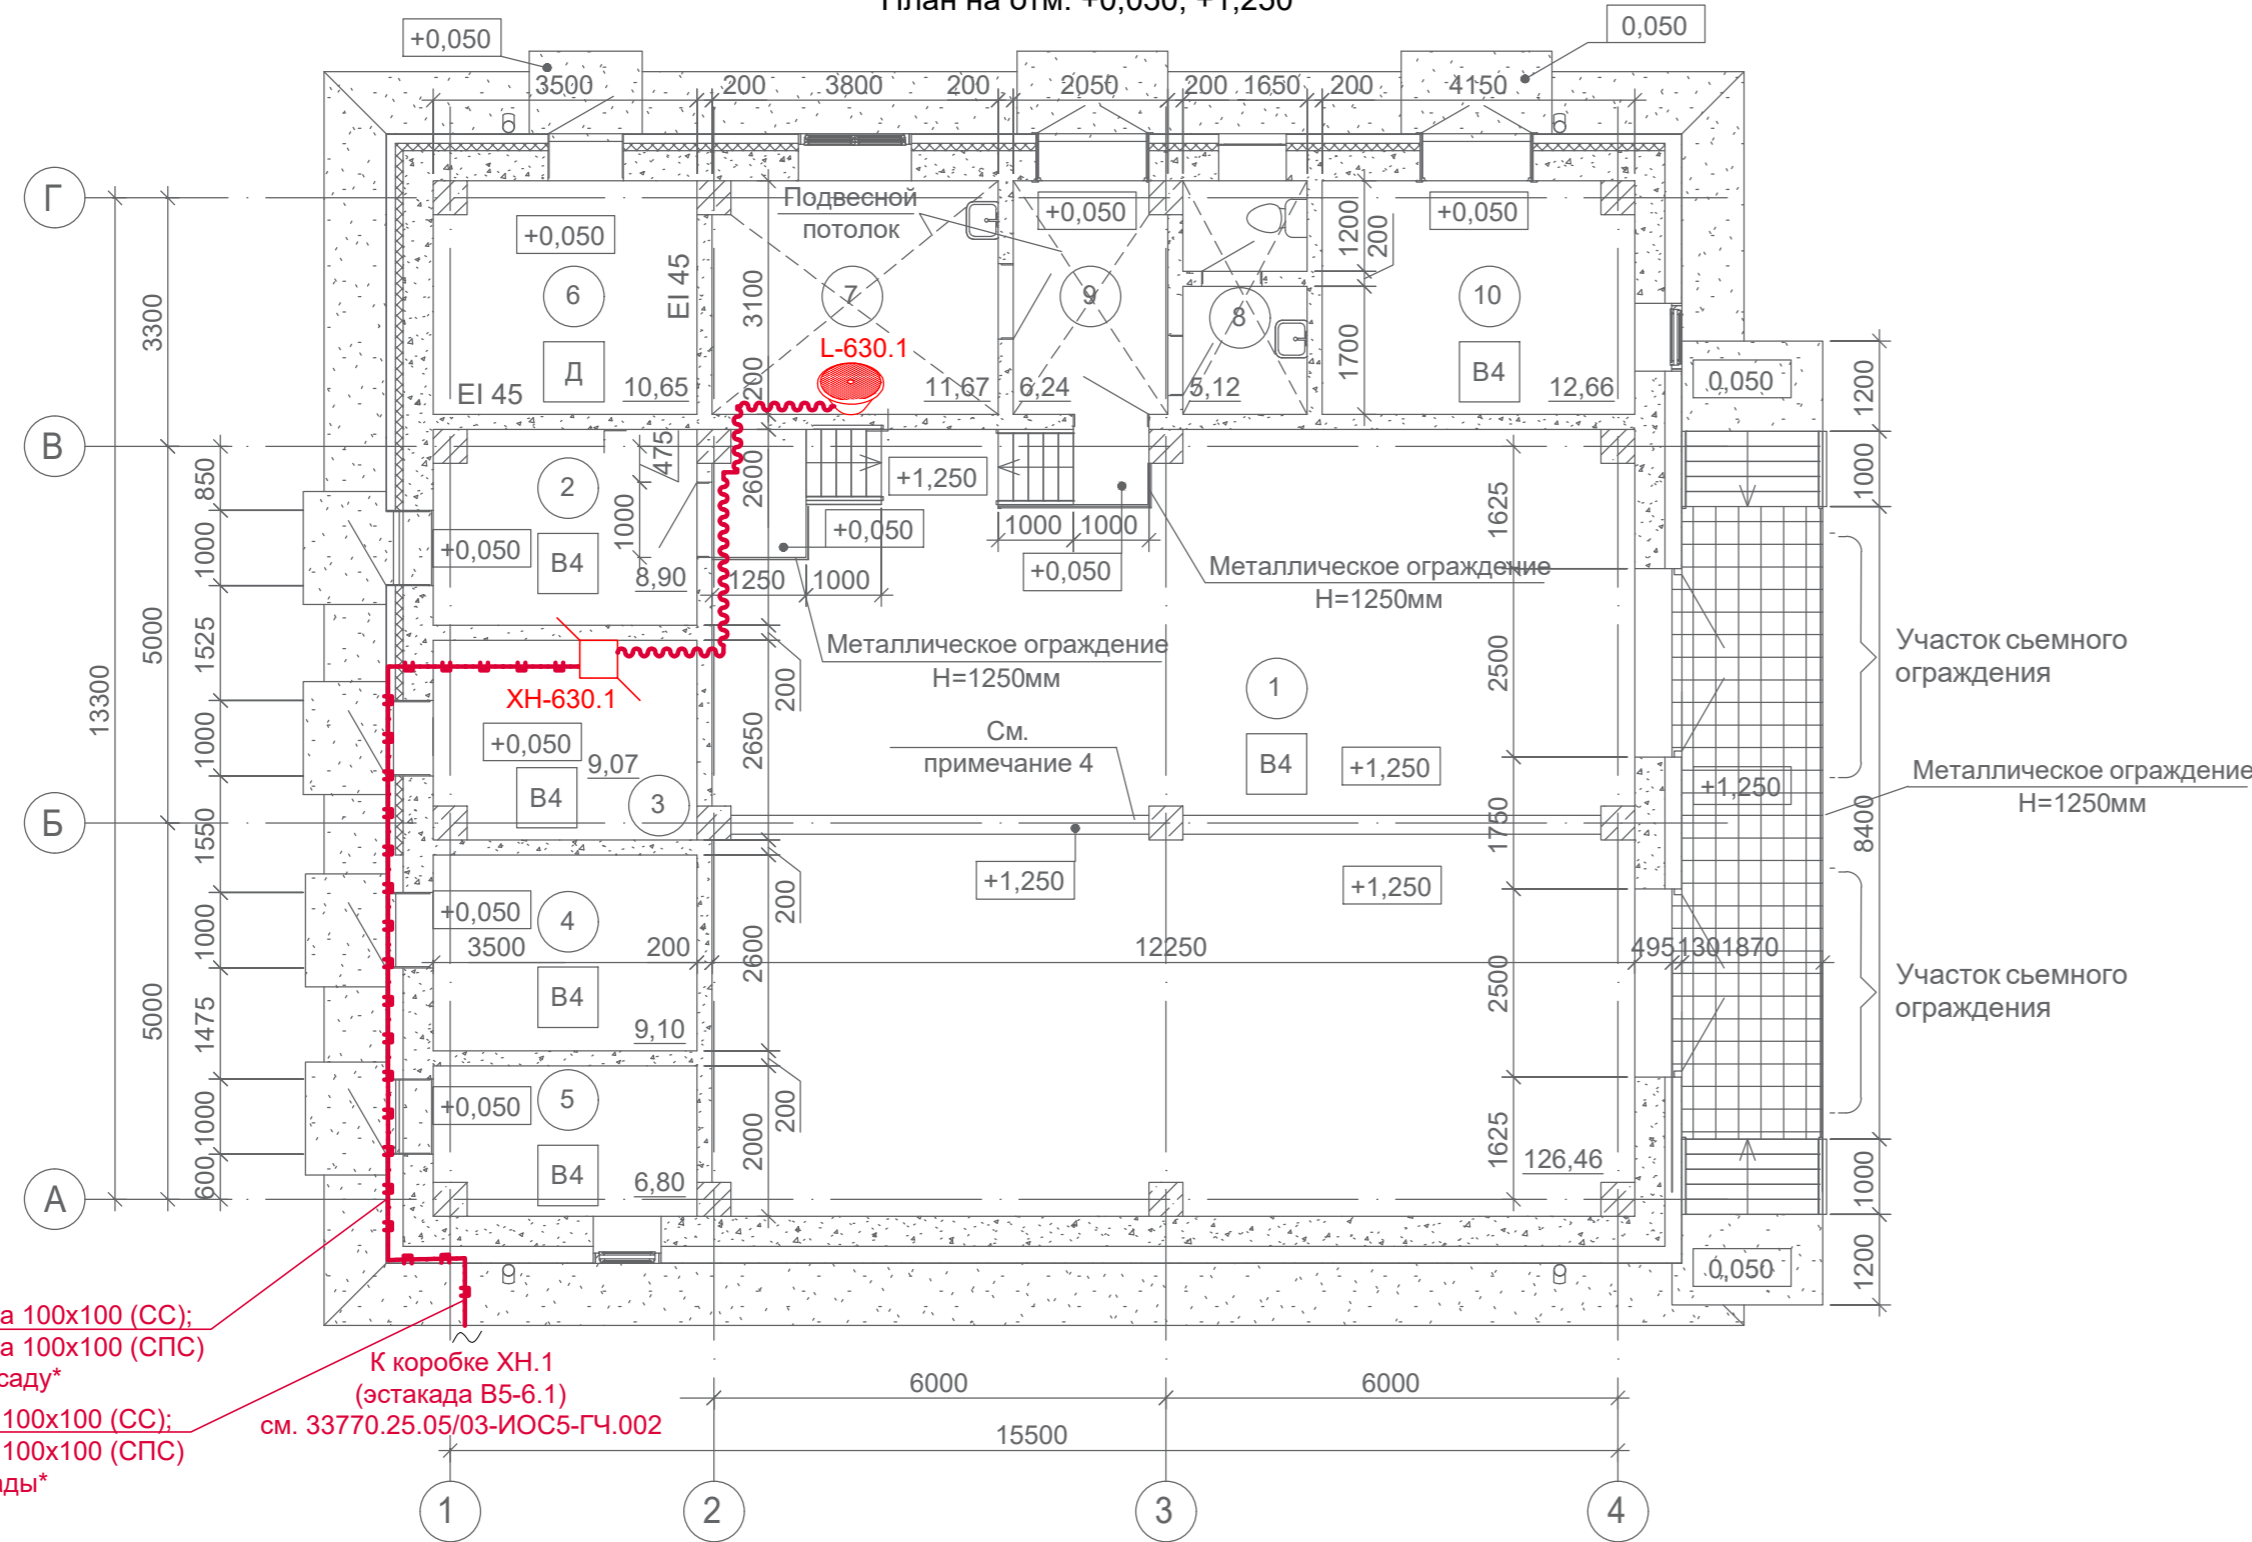 План на отм. +0,050; +1,250
+0,050
0,050
3500
200
3800
200
2050
200
1650
200
4150
Г
В
Б
А
3300
5000
5000
13300
850
1000
1525
1000
1550
1000
1475
1000
600
+0,050
6
Д
EI 45
EI 45
10,65
Подвесной
потолок
3100
200
7
L-630.1
11,67
+0,050
9
6,24
8
5,12
1200
200
1700
+0,050
10
В4
12,66
0,050
1200
1000
2
В4
+0,050
475
1000
8,90
2600
+1,250
+0,050
1250
1000
1000
1000
+0,050
Металлическое ограждение
Н=1250мм
Металлическое ограждение
Н=1250мм
1625
2500
1750
2500
1625
Участок сьемного
ограждения
ХН-630.1
+0,050
9,07
В4
3
200
2650
1
В4
+1,250
См.
примечание 4
+1,250
Металлическое ограждение
Н=1250мм
8400
+1,250
+1,250
+0,050
4
3500
200
В4
9,10
200
2600
12250
495
130
1870
Участок сьемного
ограждения
+0,050
5
В4
6,80
200
2000
126,46
1000
0,050
1200
а 100х100 (СС);
а 100х100 (СПС)
саду*
100х100 (СС);
100х100 (СПС)
ады*
К коробке ХН.1
(эстакада В5-6.1)
см. 33770.25.05/03-ИОС5-ГЧ.002
6000
6000
15500
1
2
3
4